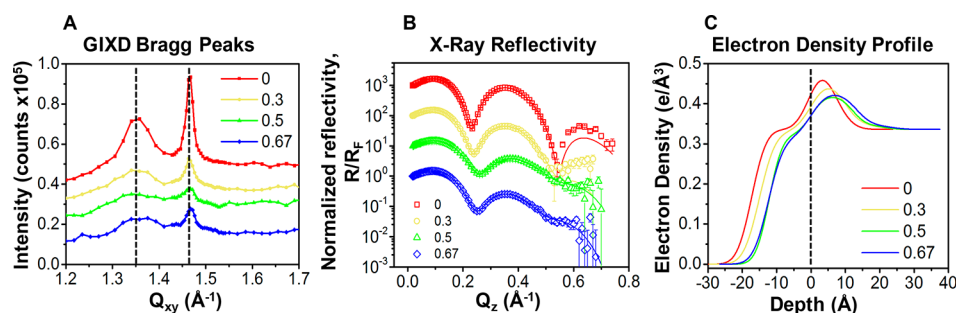 A
GIXD Bragg Peaks
Intensity (counts x10⁵)
1.0
0.8
0.6
0.4
0.2
0.0
0
0.3
0.5
0.67
1.2 1.3 1.4 1.5 1.6 1.7
Qxy (Å⁻¹)
B
X-Ray Reflectivity
Normalized reflectivity,
R/RF
10³
10²
10¹
10⁰
10⁻¹
10⁻²
10⁻³
0
0.3
0.5
0.67
0.0 0.2 0.4 0.6 0.8
Qz (Å⁻¹)
C
Electron Density Profile
Electron Density (e/Å³)
0.5
0.4
0.3
0.2
0.1
0.0
0
0.3
0.5
0.67
-30 -20 -10 0 10 20 30 40
Depth (Å)